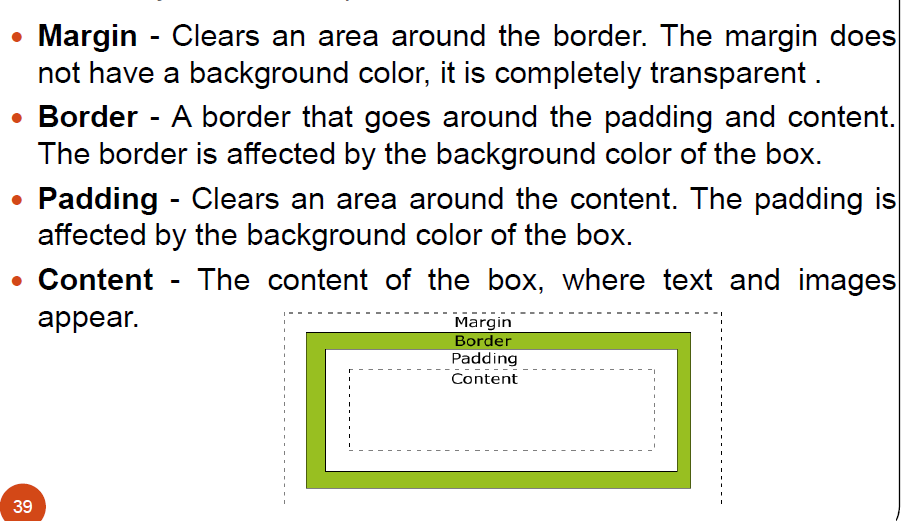 • Margin - Clears an area around the border. The margin does
not have a background color, it is completely transparent .
• Border - A border that goes around the padding and content.
The border is affected by the background color of the box.
• Padding - Clears an area around the content. The padding is
affected by the background color of the box.
• Content - The content of the box, where text and images
appear.
Margin
Border
Padding
Content
39